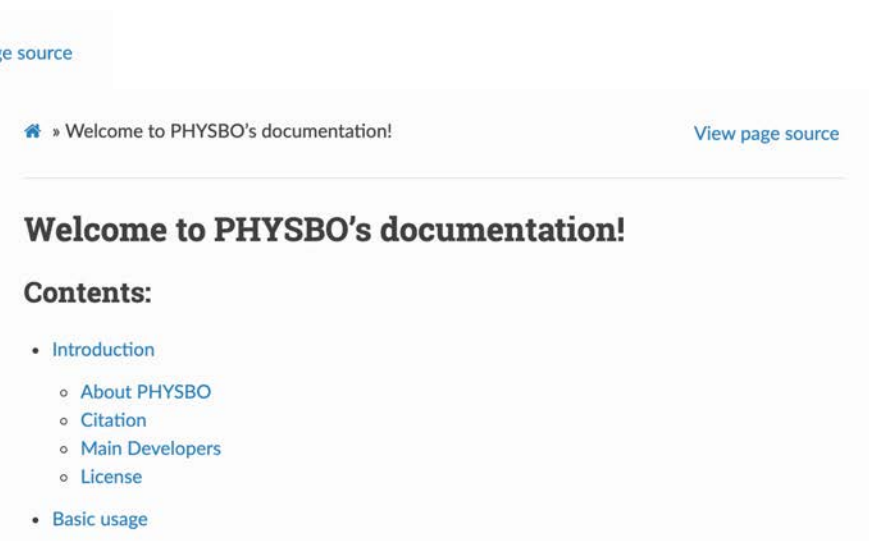 source
» Welcome to PHYSBO's documentation! View page source
Welcome to PHYSBO's documentation!
Contents:
• Introduction
◦ About PHYSBO
◦ Citation
◦ Main Developers
◦ License
• Basic usage